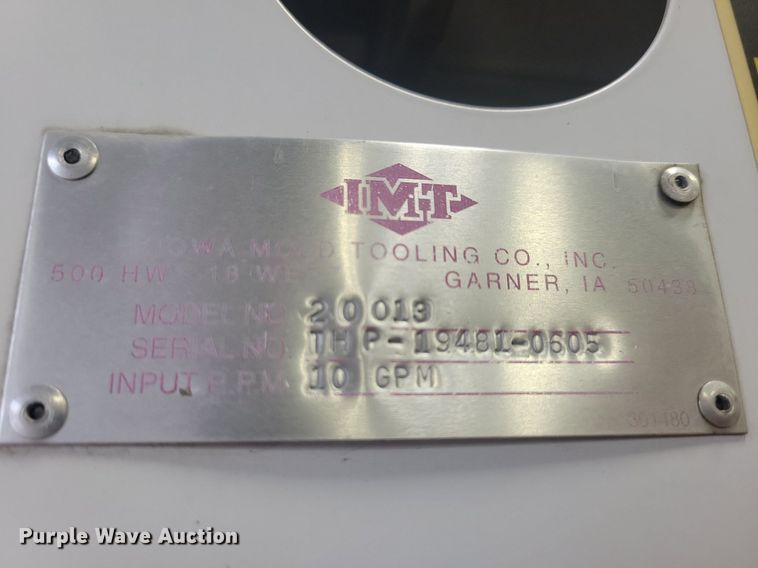 IMT
IOWA MOLD TOOLING CO., INC.
500 HW 18 WE GARNER, IA 50438
MODEL NO. 20013
SERIAL NO. THP-19481-0605
INPUT R.P.M. 10 GPM
301480
Purple Wave Auction